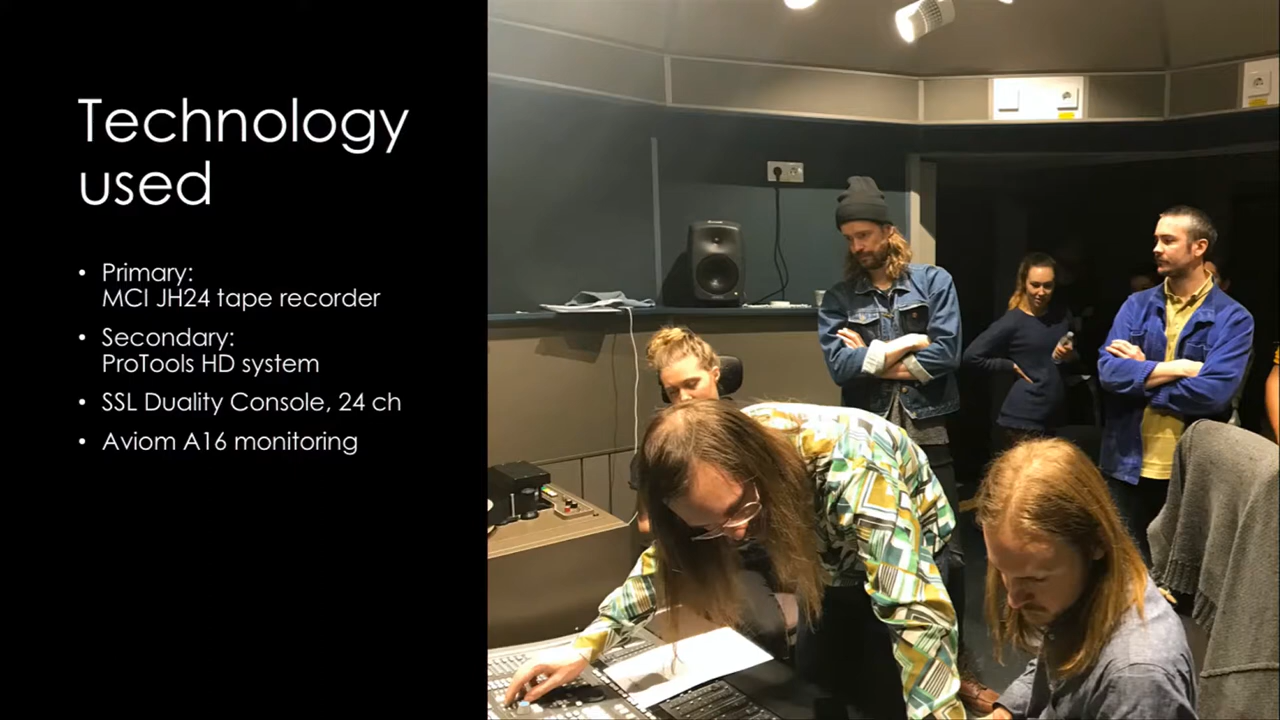 Technology
used
• Primary:
MCI JH24 tape recorder
• Secondary:
ProTools HD system
• SSL Duality Console, 24 ch
• Aviom A16 monitoring